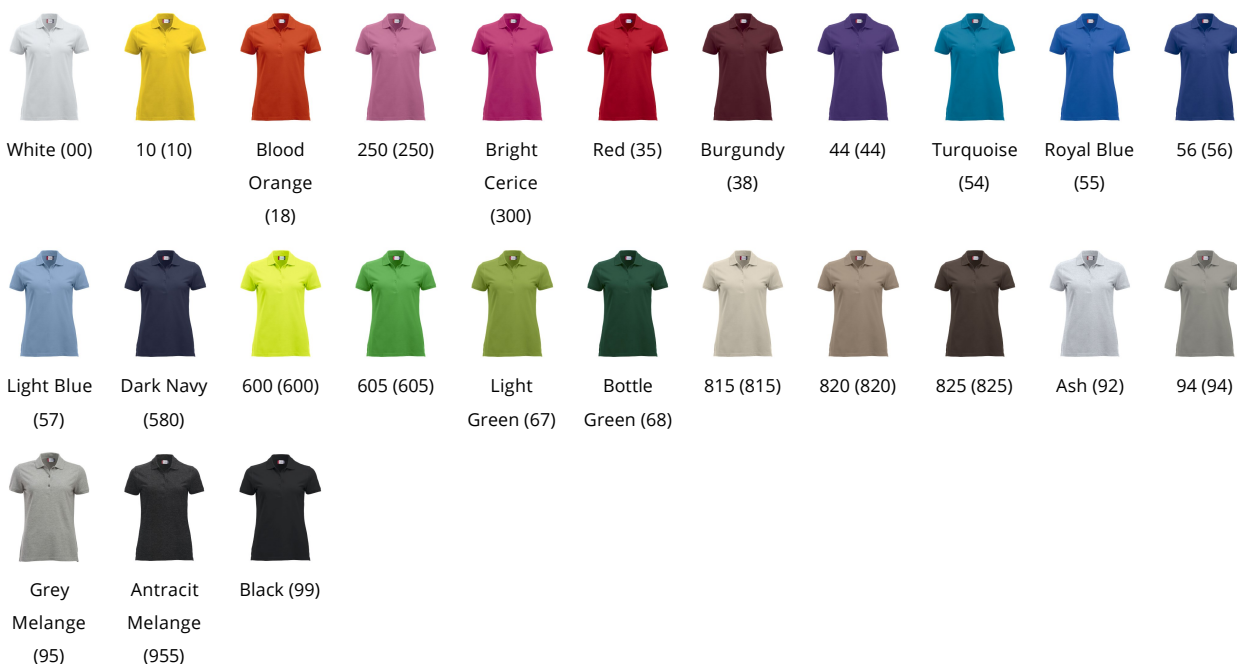 White (00)
10 (10)
Blood
Orange
(18)
250 (250)
Bright
Cerice
(300)
Red (35)
Burgundy
(38)
44 (44)
Turquoise
(54)
Royal Blue
(55)
56 (56)
Light Blue
(57)
Dark Navy
(580)
600 (600)
605 (605)
Light
Green (67)
Bottle
Green (68)
815 (815)
820 (820)
825 (825)
Ash (92)
94 (94)
Grey
Melange
(95)
Antracit
Melange
(955)
Black (99)